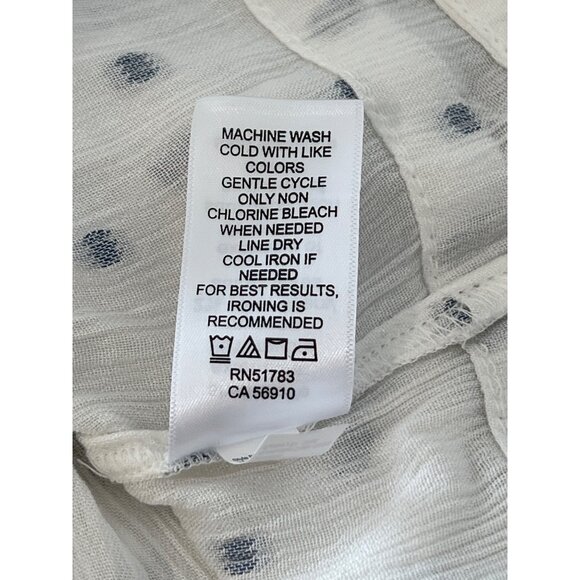 MACHINE WASH
COLD WITH LIKE
COLORS
GENTLE CYCLE
ONLY NON
CHLORINE BLEACH
WHEN NEEDED
LINE DRY
COOL IRON IF
NEEDED
FOR BEST RESULTS,
IRONING IS
RECOMMENDED
RN51783
CA 56910